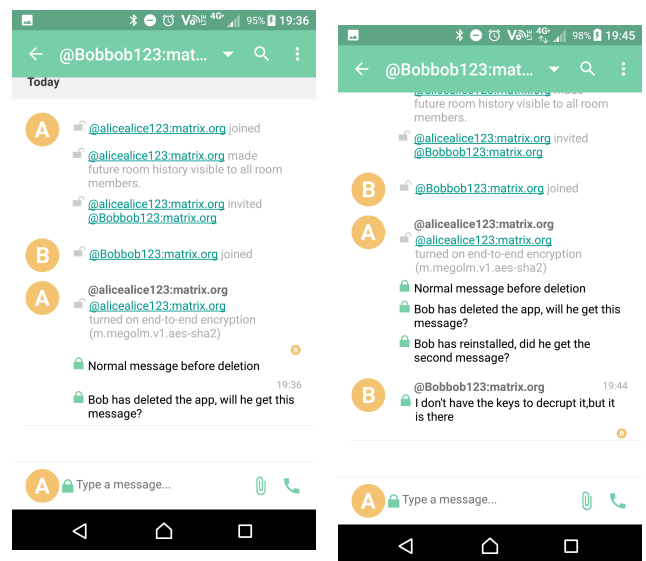 95% 19:36
@Bobbob123:mat...
Today
A
@alicealice123:matrix.org joined
@alicealice123:matrix.org made
future room history visible to all room
members.
@alicealice123:matrix.org invited
@Bobbob123:matrix.org
B
@Bobbob123:matrix.org joined
A
@alicealice123:matrix.org
@alicealice123:matrix.org
turned on end-to-end encryption
(m.megolm.v1.aes-sha2)
B
Normal message before deletion
19:36
Bob has deleted the app, will he get this
message?
A
Type a message...
4G+ 98% 19:45
@Bobbob123:mat...
@alicealice123:matrix.org made
future room history visible to all room
members.
@alicealice123:matrix.org invited
@Bobbob123:matrix.org
B
@Bobbob123:matrix.org joined
A
@alicealice123:matrix.org
@alicealice123:matrix.org
turned on end-to-end encryption
(m.megolm.v1.aes-sha2)
Normal message before deletion
Bob has deleted the app, will he get this
message?
Bob has reinstalled, did he get the
second message?
B
@Bobbob123:matrix.org 19:44
I don't have the keys to decrupt it,but it
is there
B
A
Type a message...